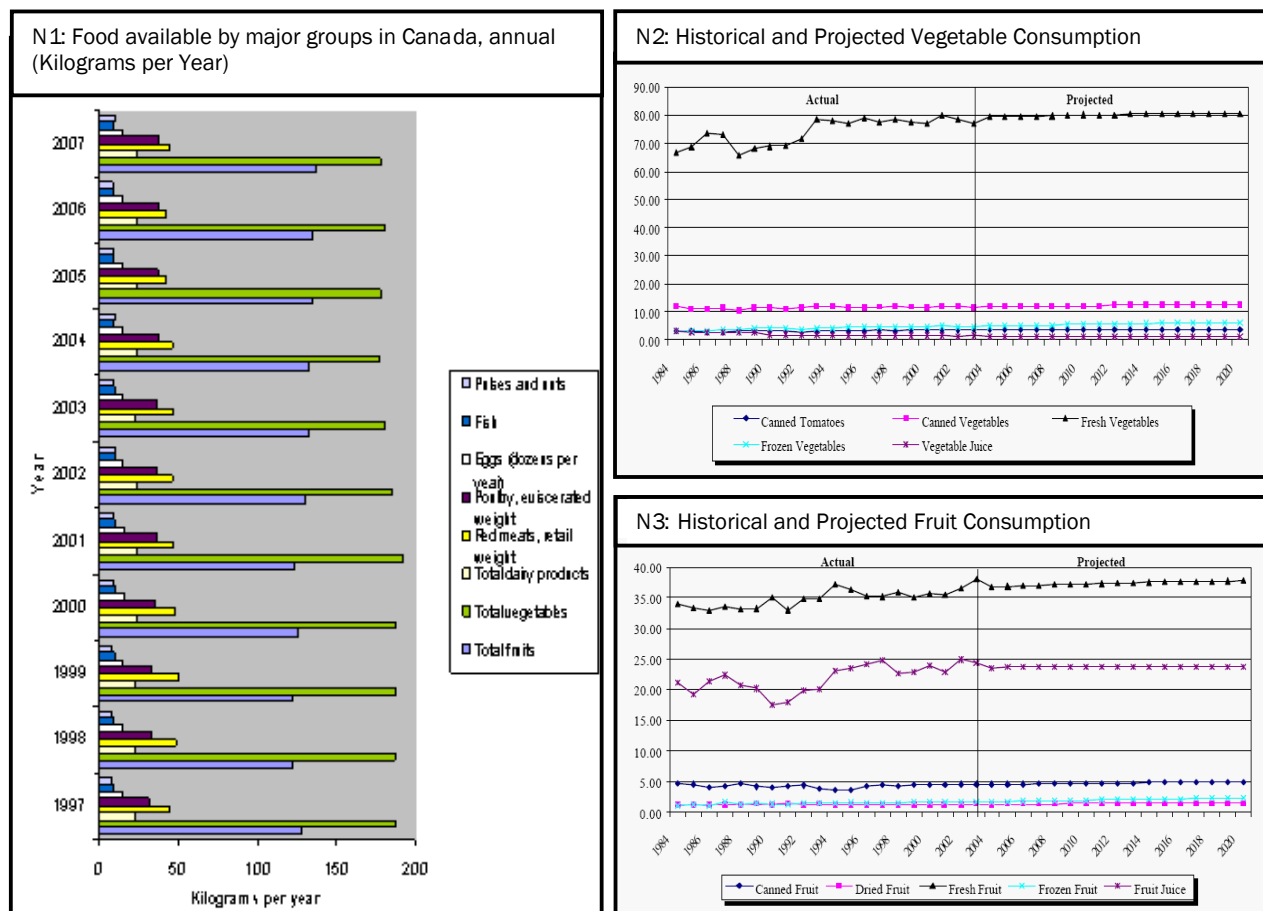 N1: Food available by major groups in Canada, annual
(Kilograms per Year)
2007
2006
2005
2004
2003
2002
2001
2000
1999
1998
1997
Year
0 50 100 150 200
Kilograms per year
Pulses and nuts
Fish
Eggs (dozens per
year)
Poultry, eviscerated
weight
Red meats, retail
weight
Total dairy products
Total vegetables
Total fruits
N2: Historical and Projected Vegetable Consumption
Actual Projected
90.00
80.00
70.00
60.00
50.00
40.00
30.00
20.00
10.00
0.00
1984 1986 1988 1990 1992 1994 1996 1998 2000 2002 2004 2006 2008 2010 2012 2014 2016 2018 2020
Canned Tomatoes Canned Vegetables Fresh Vegetables
Frozen Vegetables Vegetable Juice
N3: Historical and Projected Fruit Consumption
Actual Projected
40.00
35.00
30.00
25.00
20.00
15.00
10.00
5.00
0.00
1984 1986 1988 1990 1992 1994 1996 1998 2000 2002 2004 2006 2008 2010 2012 2014 2016 2018 2020
Canned Fruit Dried Fruit Fresh Fruit Frozen Fruit Fruit Juice